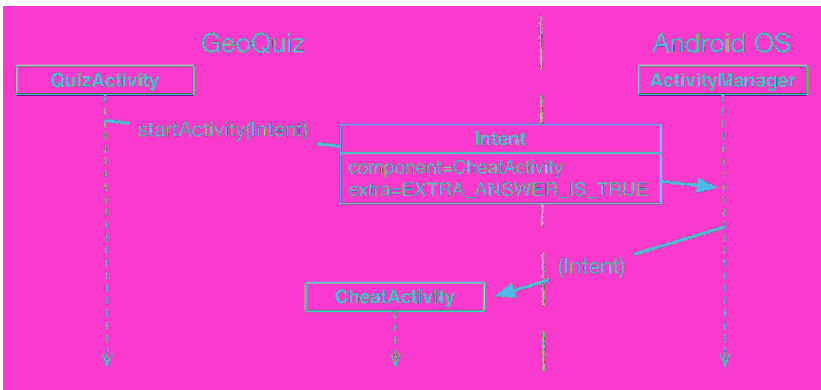 GeoQuiz
Android OS
QuizActivity
ActivityManager
startActivity(Intent)
Intent
component=CheatActivity
extra=EXTRA_ANSWER_IS_TRUE
(Intent)
CheatActivity